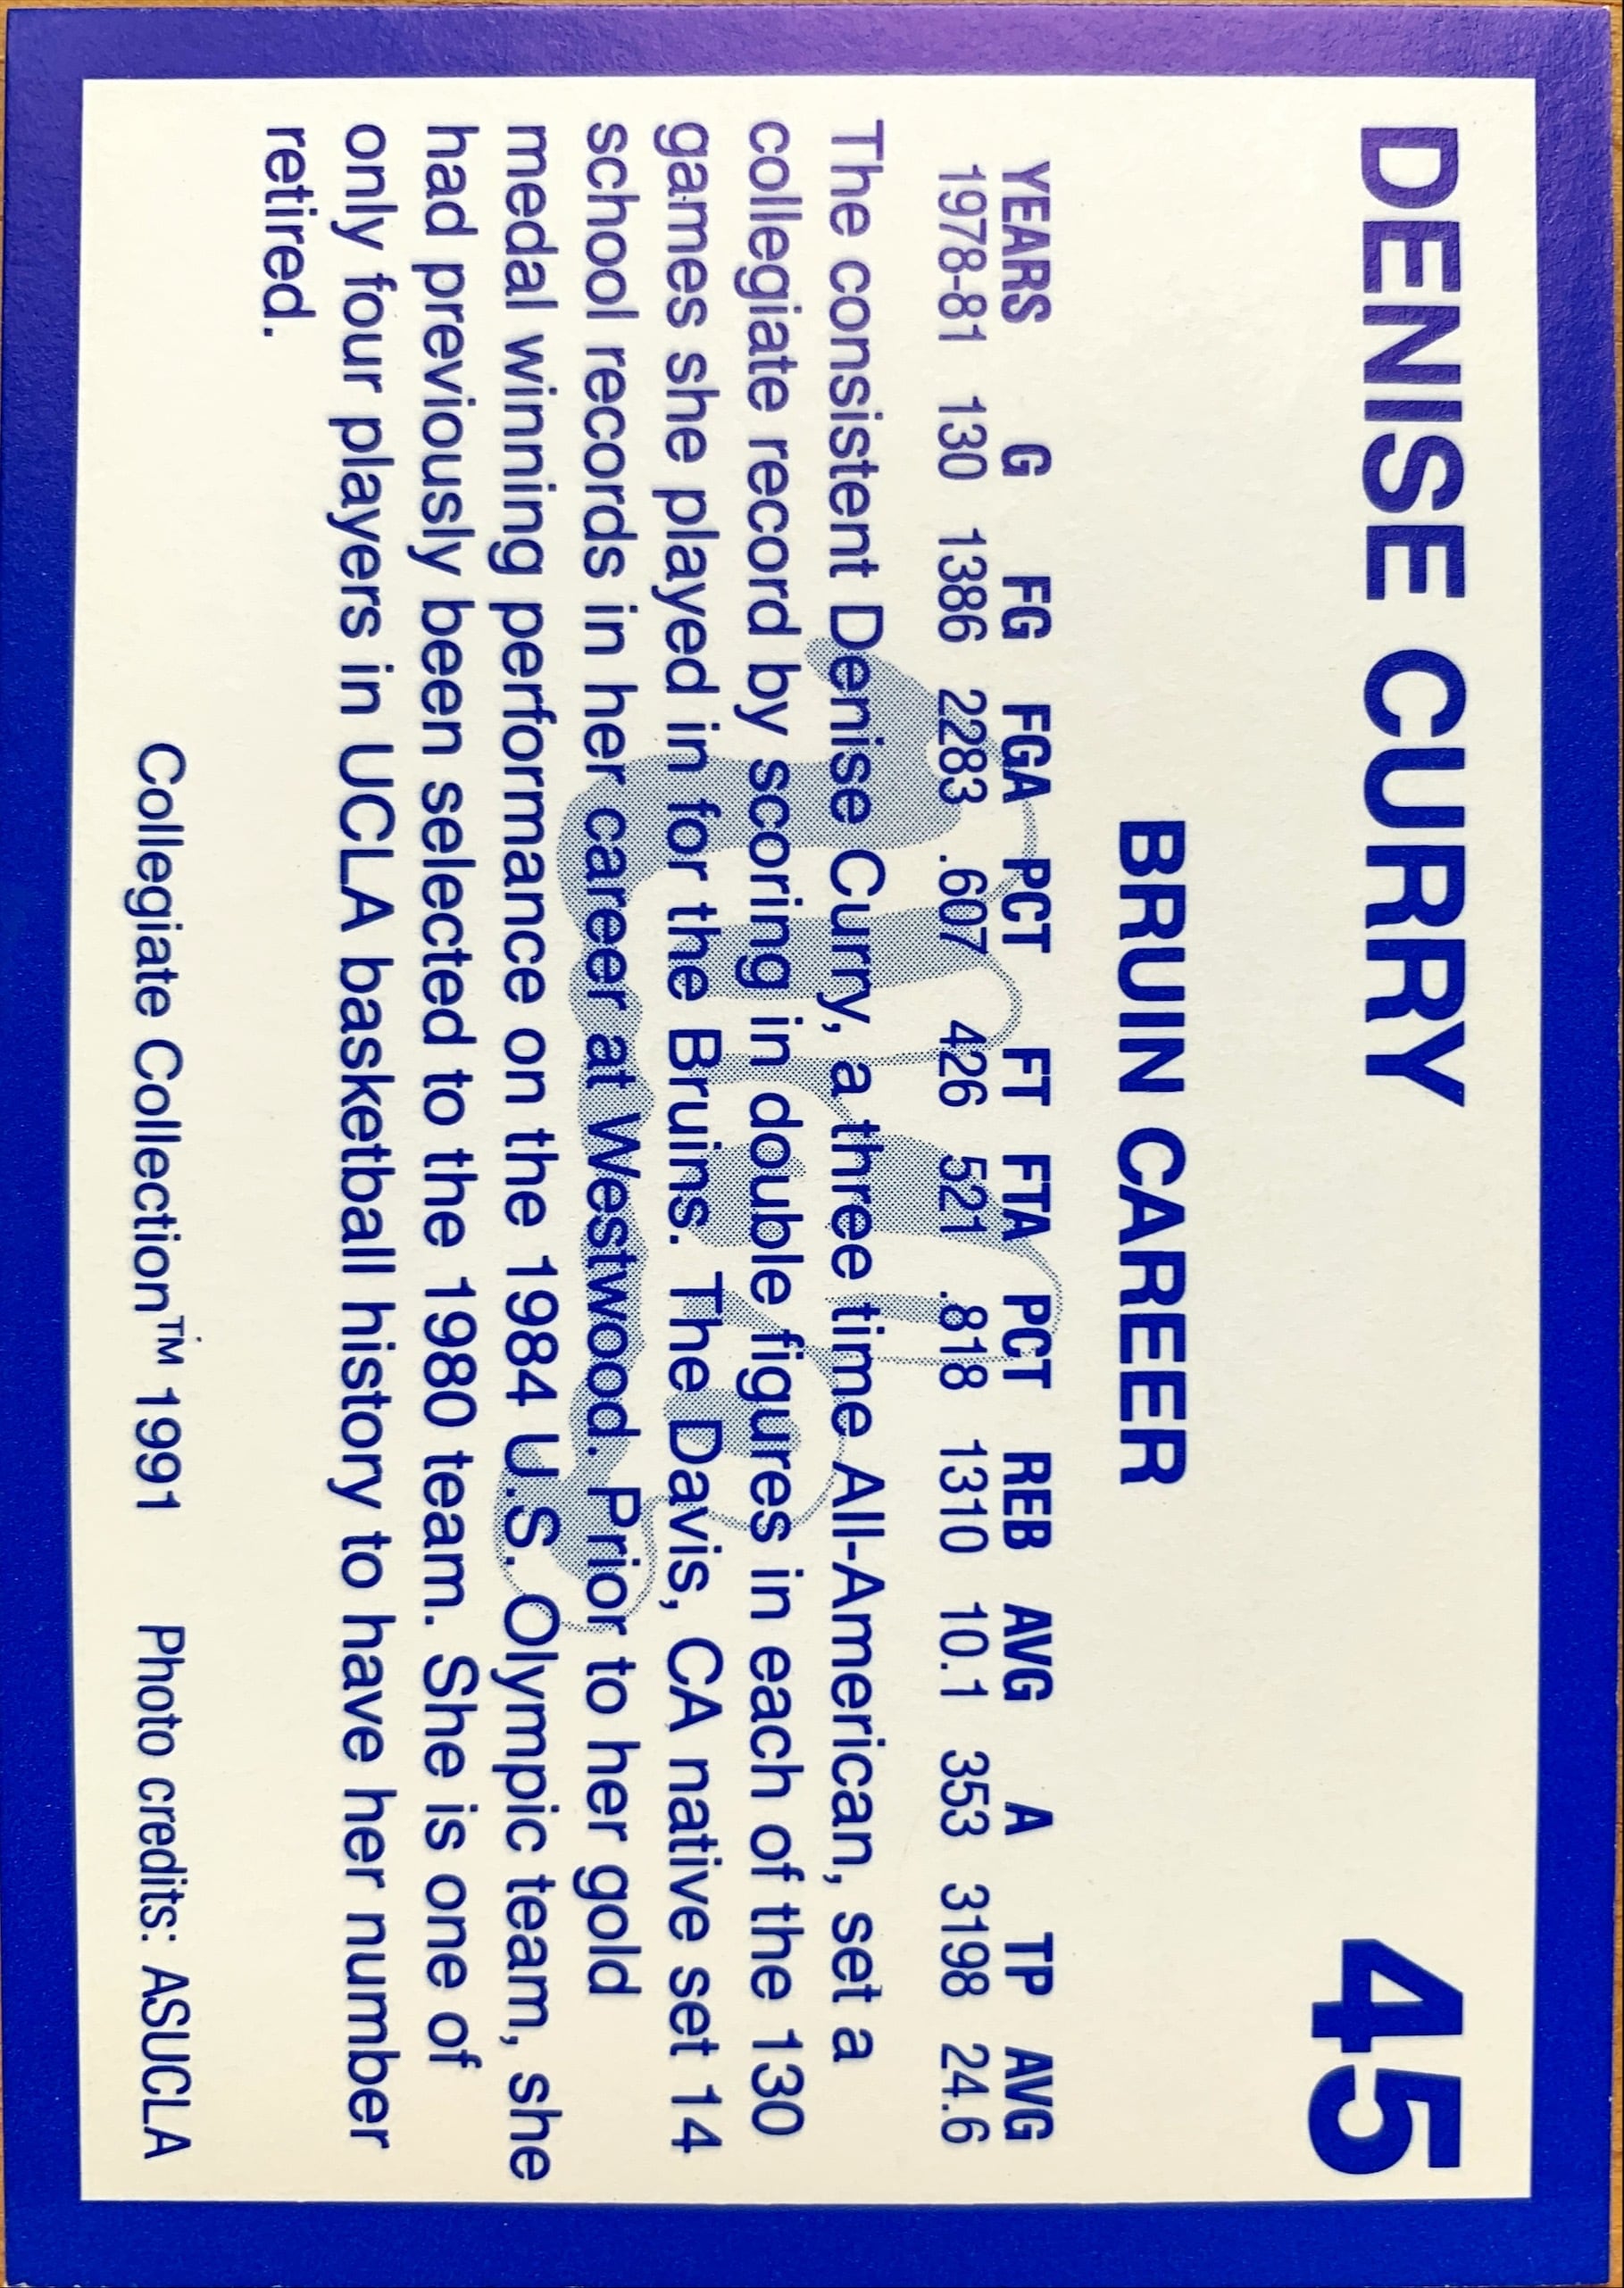 DENISE CURRY 45
BRUIN CAREER
YEARS G FG FGA PCT FT FTA PCT REB AVG A TP AVG
1978-81 130 1386 2283 .607 426 521 .818 1310 10.1 353 3198 24.6
The consistent Denise Curry, a three time All-American, set a
collegiate record by scoring in double figures in each of the 130
games she played in for the Bruins. The Davis, CA native set 14
school records in her career at Westwood. Prior to her gold
medal winning performance on the 1984 U.S. Olympic team, she
had previously been selected to the 1980 team. She is one of
only four players in UCLA basketball history to have her number
retired.
Collegiate Collection™ 1991 Photo credits: ASUCLA